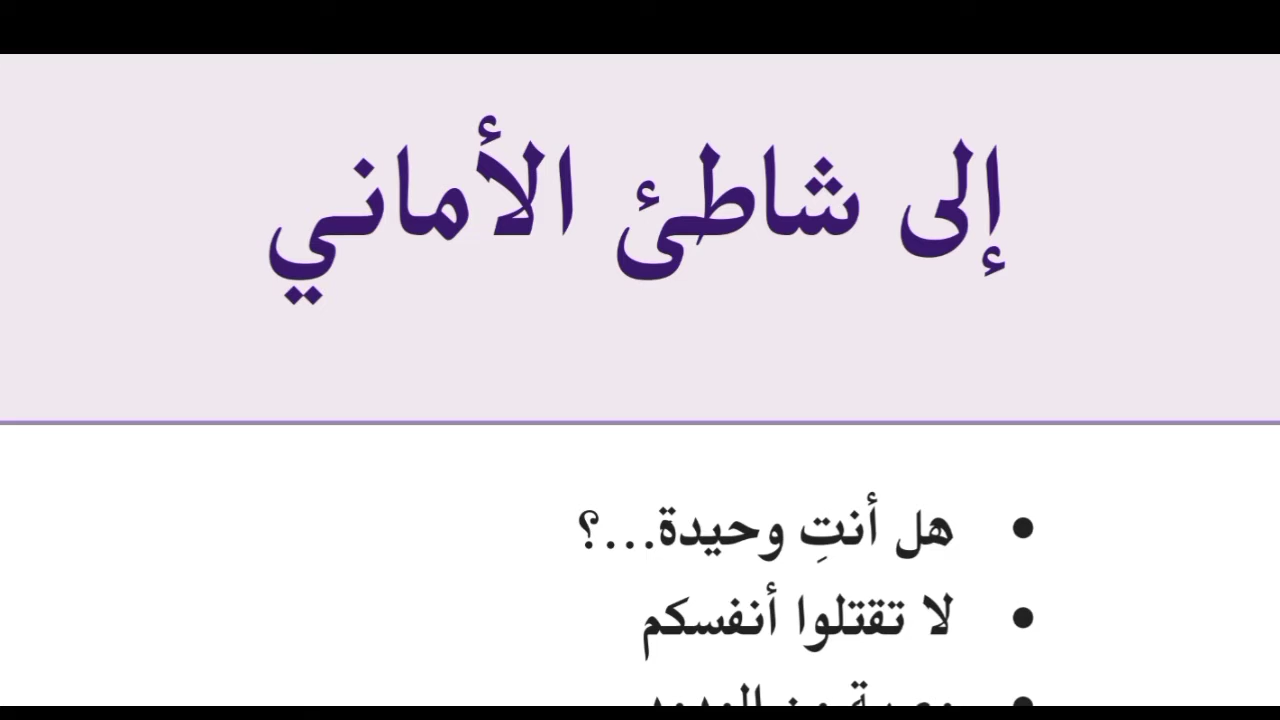 إلى شاطئ الأماني
• هل أنتِ وحيدة...؟
• لا تقتلوا أنفسكم